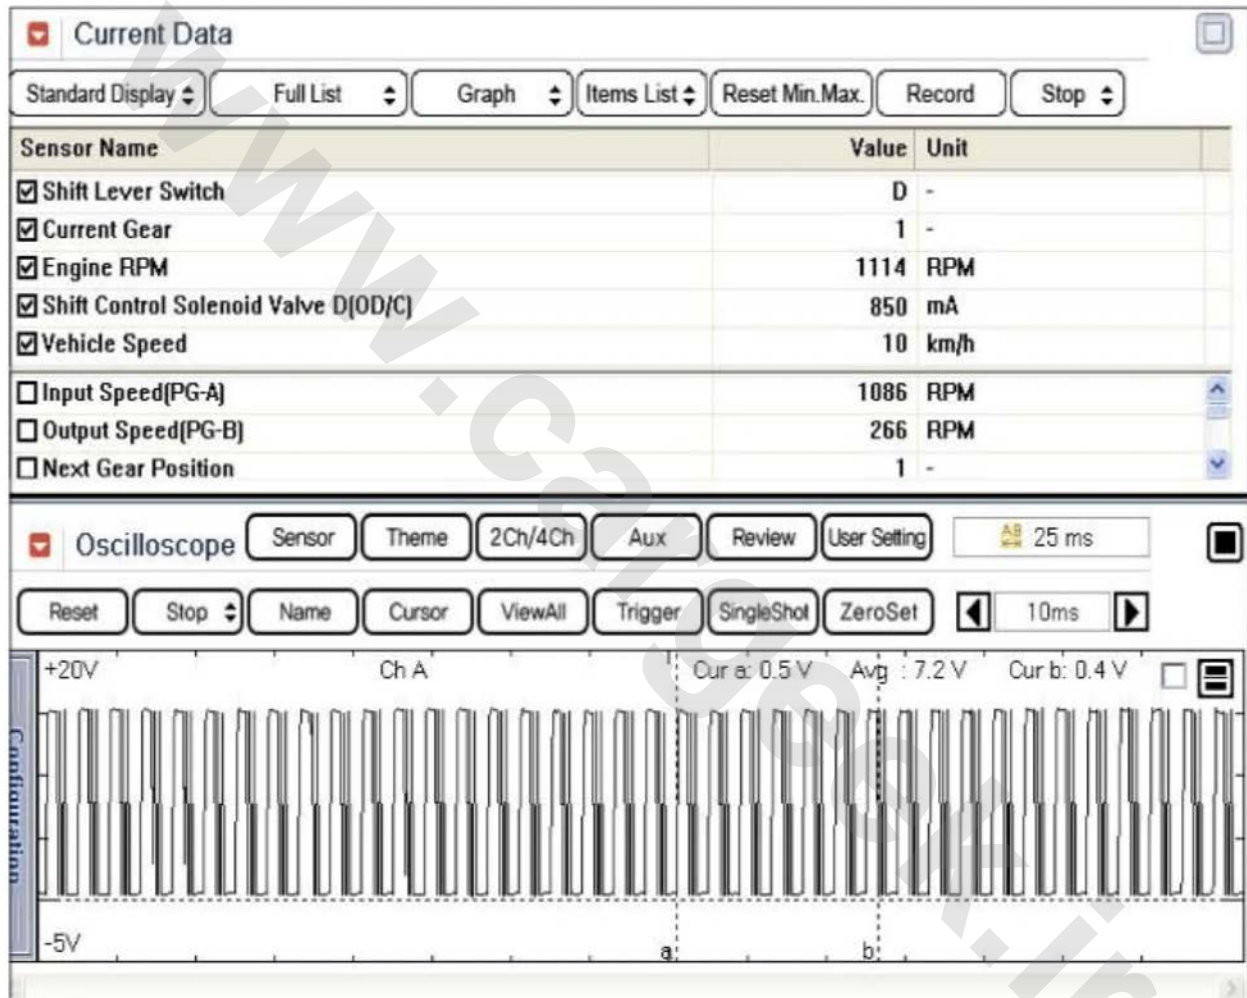 Current Data
Standard Display Full List Graph Items List Reset Min.Max. Record Stop
Sensor Name Value Unit
Shift Lever Switch D -
Current Gear 1 -
Engine RPM 1114 RPM
Shift Control Solenoid Valve D(OD/C) 850 mA
Vehicle Speed 10 km/h
Input Speed(PG-A) 1086 RPM
Output Speed(PG-B) 266 RPM
Next Gear Position 1 -
Oscilloscope Sensor Theme 2Ch/4Ch Aux Review User Setting AB 25 ms
Reset Stop Name Cursor ViewAll Trigger SingleShot ZeroSet 10ms
+20V Ch A Cur a: 0.5 V Avg : 7.2 V Cur b: 0.4 V
Configuration
-5V a: b:
www.cargeek.ir